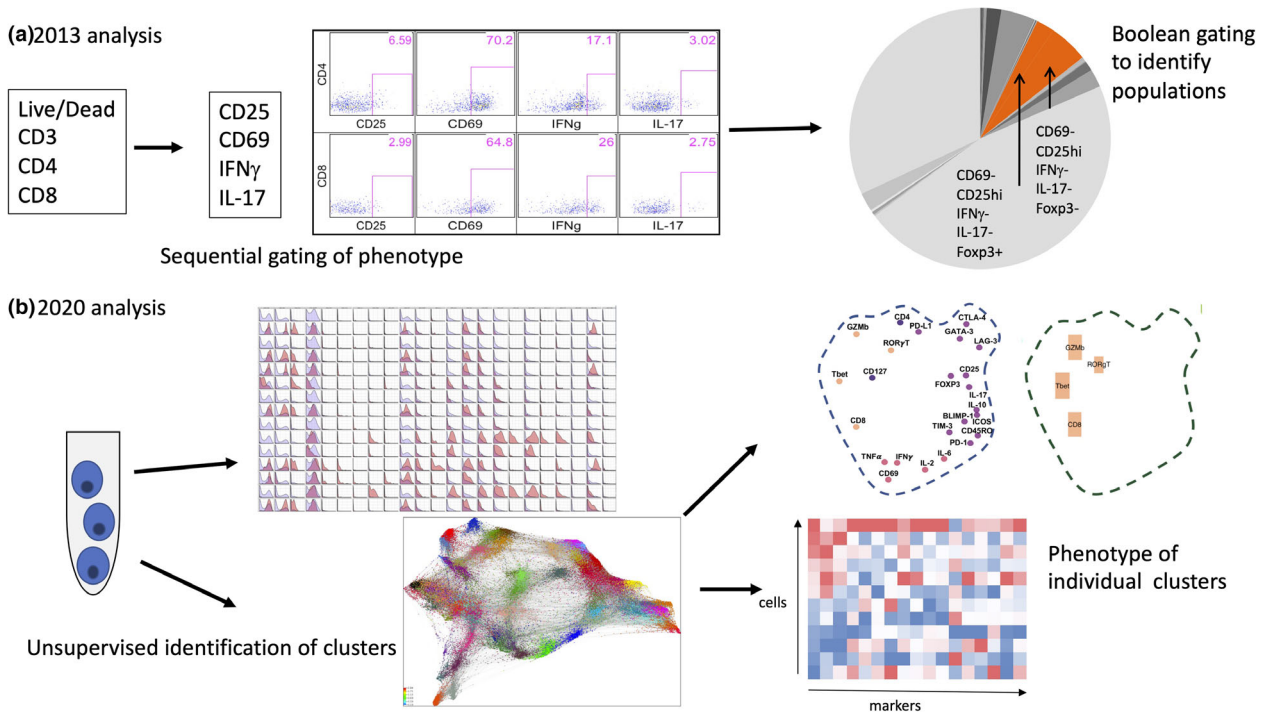 (a) 2013 analysis
Live/Dead
CD3
CD4
CD8
CD25
CD69
IFNγ
IL-17
CD4
6.59
70.2
17.1
3.02
CD25
CD69
IFNg
IL-17
CD8
2.99
64.8
26
2.75
CD25
CD69
IFNg
IL-17
Sequential gating of phenotype
Boolean gating
to identify
populations
CD69-
CD25hi
IFNγ-
IL-17-
Foxp3+
CD69-
CD25hi
IFNγ-
IL-17-
Foxp3-
(b) 2020 analysis
Unsupervised identification of clusters
GZMb
CD4
PD-L1
CTLA-4
GATA-3
LAG-3
RORγT
Tbet
CD127
FOXP3
CD25
IL-17
IL-10
BLIMP-1
ICOS
TIM-3
CD45RO
PD-1
CD8
TNFα
IFNγ
CD69
IL-2
IL-6
GZMb
RORgT
Tbet
CD8
cells
markers
Phenotype of
individual clusters